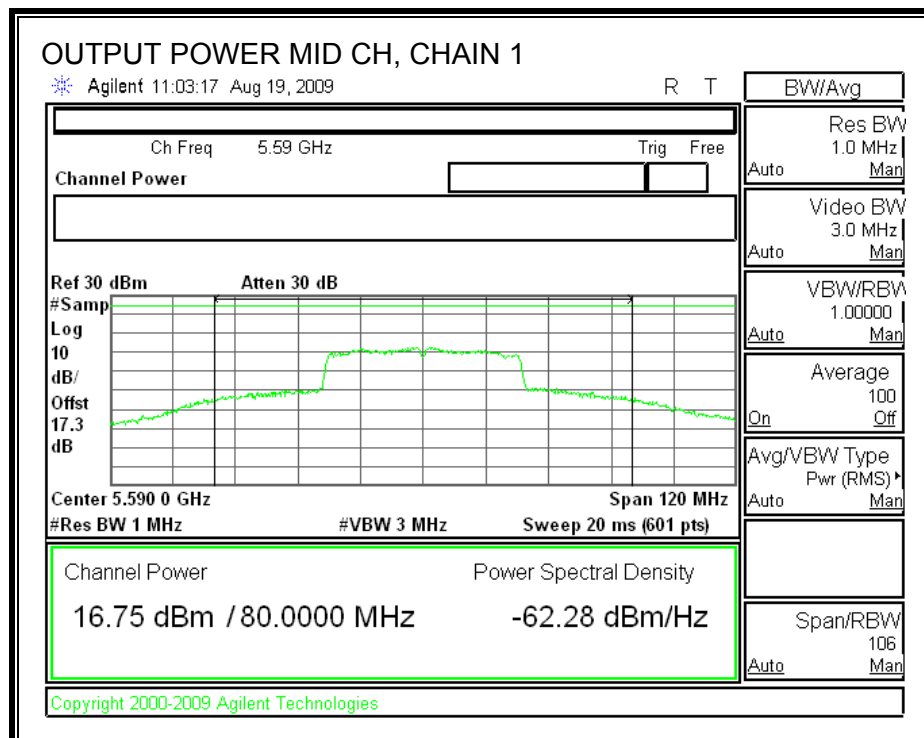 OUTPUT POWER MID CH, CHAIN 1
Agilent 11:03:17 Aug 19, 2009 R T
Ch Freq 5.59 GHz Trig Free
Channel Power
Ref 30 dBm Atten 30 dB
#Samp
Log
10
dB/
Offst
17.3
dB
Center 5.590 0 GHz Span 120 MHz
#Res BW 1 MHz #VBW 3 MHz Sweep 20 ms (601 pts)
Channel Power Power Spectral Density
16.75 dBm / 80.0000 MHz -62.28 dBm/Hz
Copyright 2000-2009 Agilent Technologies
BW/Avg
Res BW
1.0 MHz
Auto Man
Video BW
3.0 MHz
Auto Man
VBW/RBW
1.00000
Auto Man
Average
100
On Off
Avg/VBW Type
Pwr (RMS)
Auto Man
Span/RBW
106
Auto Man